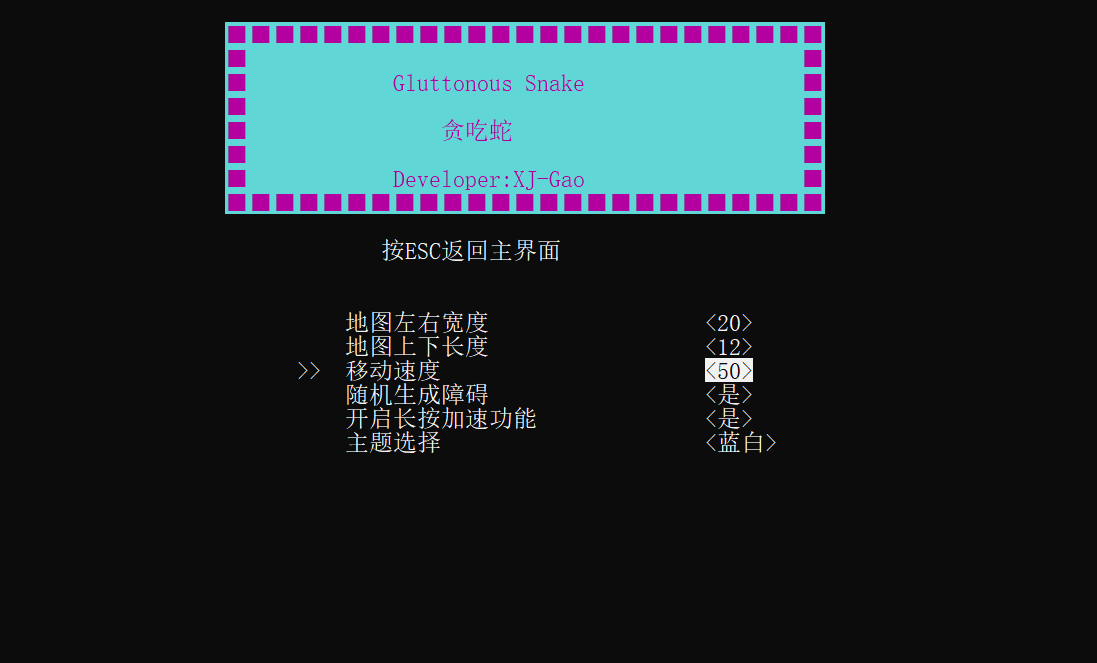 Gluttonous Snake
贪吃蛇
Developer:XJ-Gao
按ESC返回主界面
地图左右宽度 <20>
地图上下长度 <12>
>> 移动速度 <50>
随机生成障碍 <是>
开启长按加速功能 <是>
主题选择 <蓝白>